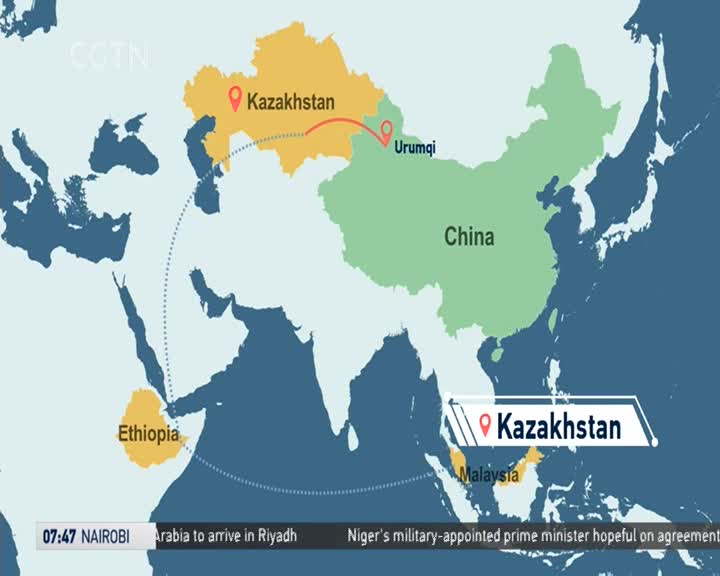 CGTN
Kazakhstan
Urumqi
China
Ethiopia
Kazakhstan
Malaysia
07:47 NAIROBI Arabia to arrive in Riyadh Niger's military-appointed prime minister hopeful on agreement